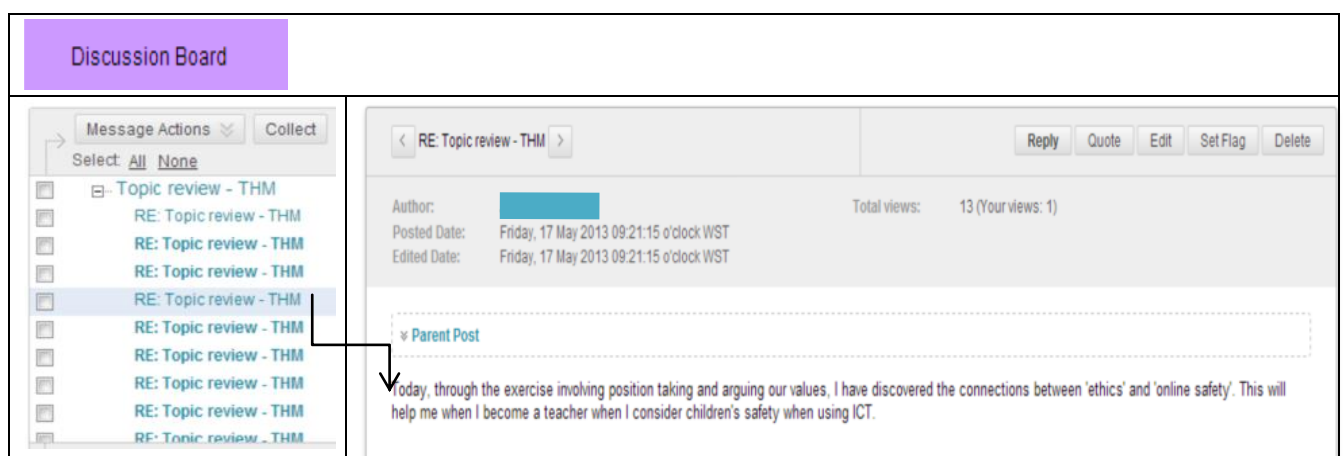 Discussion Board
Message Actions Collect
Select: All None
Topic review - THM
RE: Topic review - THM
RE: Topic review - THM
RE: Topic review - THM
RE: Topic review - THM
RE: Topic review - THM
RE: Topic review - THM
RE: Topic review - THM
RE: Topic review - THM
RE: Topic review - THM
< RE: Topic review - THM >
Reply Quote Edit Set Flag Delete
Author:
Total views: 13 (Your views: 1)
Posted Date: Friday, 17 May 2013 09:21:15 o'clock WST
Edited Date: Friday, 17 May 2013 09:21:15 o'clock WST
Parent Post
Today, through the exercise involving position taking and arguing our values, I have discovered the connections between 'ethics' and 'online safety'. This will
help me when I become a teacher when I consider children's safety when using ICT.